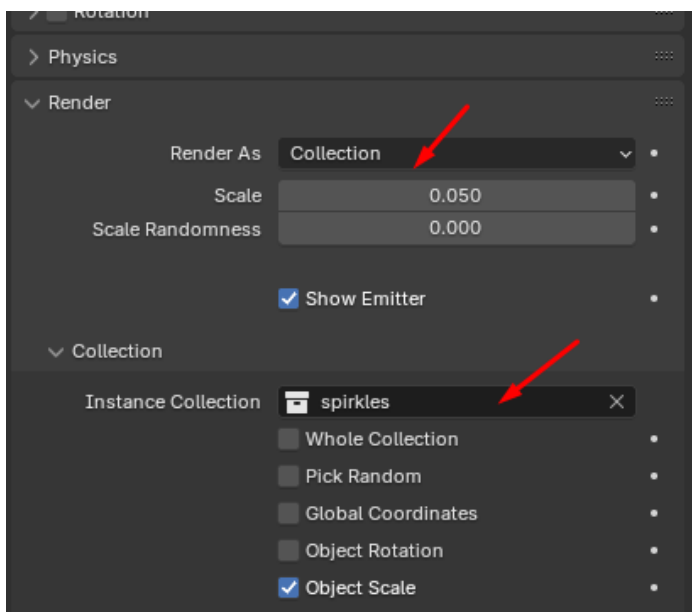 Rotation
Physics
Render
Render As Collection
Scale 0.050
Scale Randomness 0.000
Show Emitter
Collection
Instance Collection spirkles
Whole Collection
Pick Random
Global Coordinates
Object Rotation
Object Scale